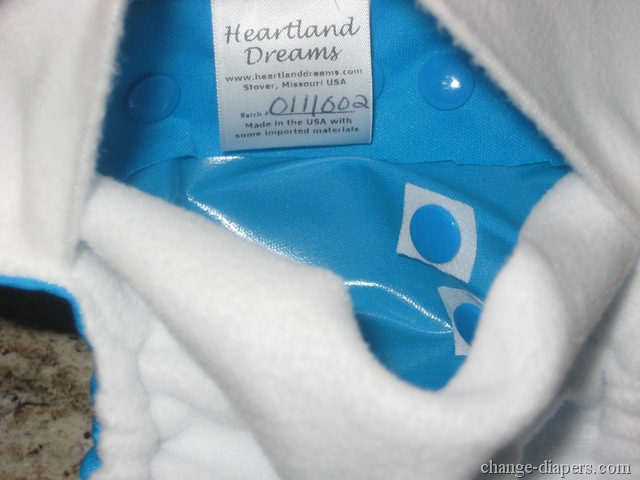 Heartland
Dreams
www.heartlanddreams.com
Stover, Missouri USA
Batch # 0111602
Made in the USA with
some imported materials
change-diapers.com